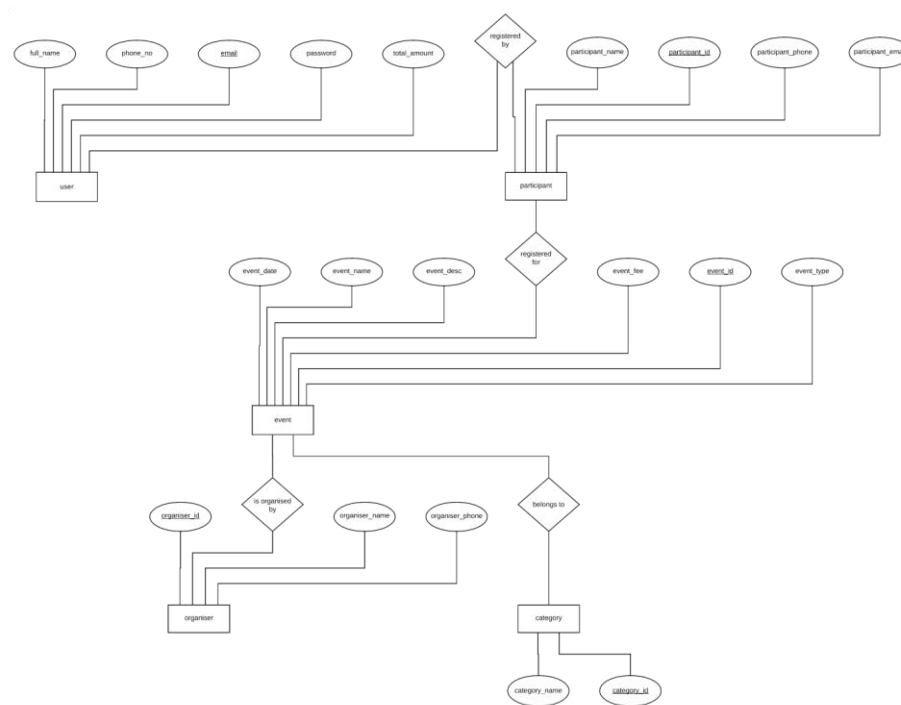 registered
by
full_name
phone_no
email
password
total_amount
participant_name
participant_id
participant_phone
participant_ema
user
participant
registered
for
event_date
event_name
event_desc
event_fee
event_id
event_type
event
is organised
by
belongs to
organiser_id
organiser_name
organiser_phone
organiser
category
category_name
category_id